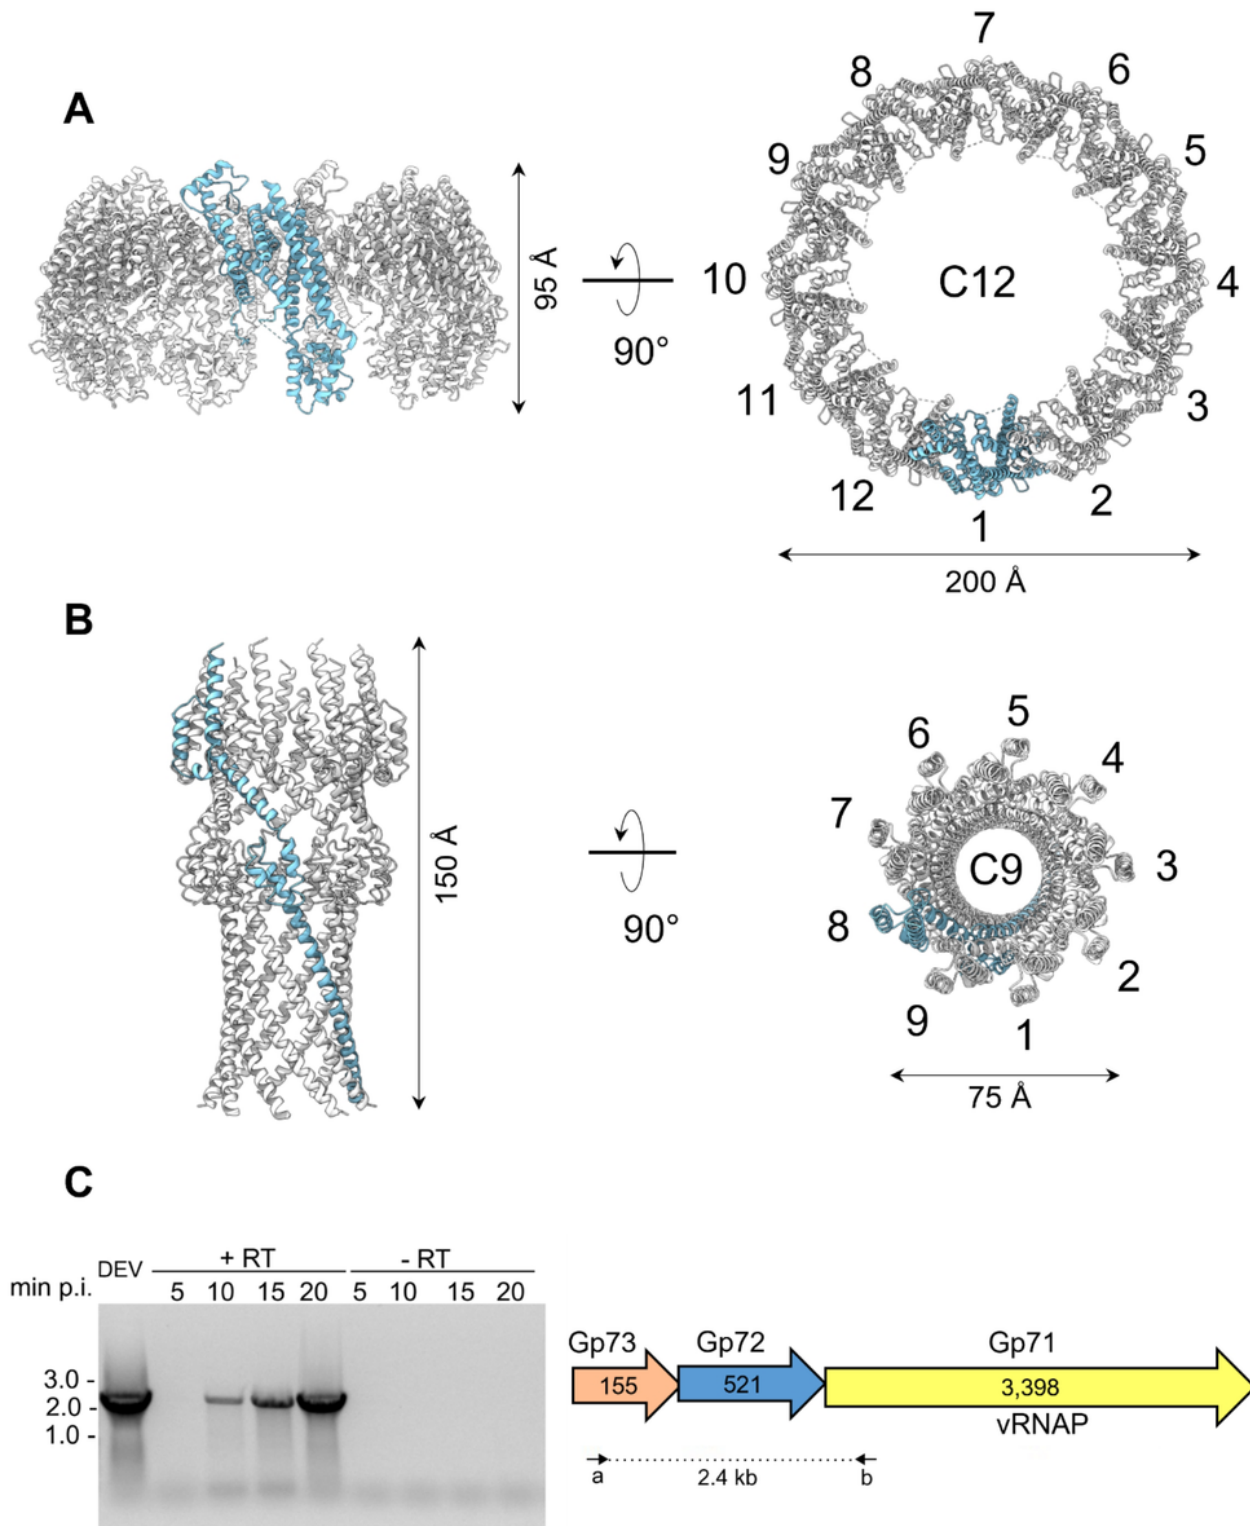 A
95 Å
90°
C12
7
6
5
4
3
2
1
12
11
10
9
8
200 Å
B
150 Å
90°
C9
5
4
3
2
1
9
8
7
6
75 Å
C
DEV
+ RT
- RT
min p.i.
5 10 15 20 5 10 15 20
3.0 -
2.0 -
1.0 -
Gp73 Gp72 Gp71
155 521 3,398
vRNAP
a 2.4 kb b